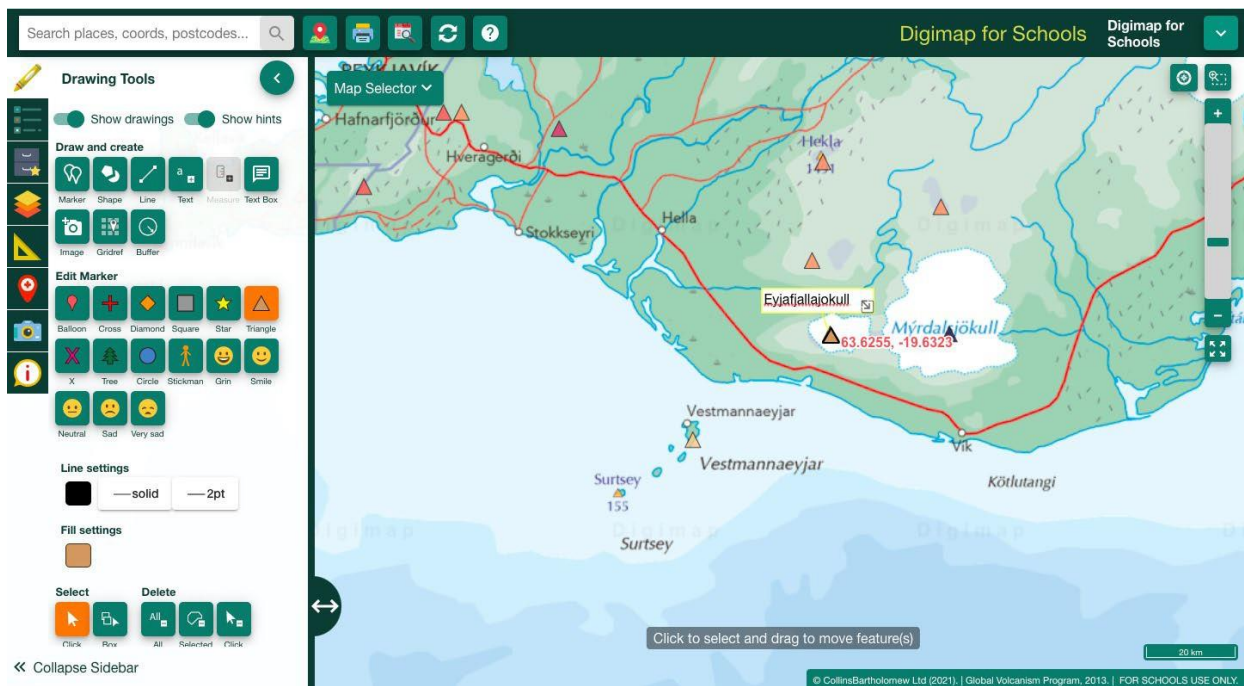 Search places, coords, postcodes...
Digimap for Schools
Digimap for
Schools
Drawing Tools
Show drawings
Show hints
Draw and create
a
Marker
Shape
Line
Text
Measure
Text Box
Image
Gridref
Buffer
Edit Marker
Balloon
Cross
Diamond
Square
Star
Triangle
X
Tree
Circle
Stickman
Grin
Smile
Neutral
Sad
Very sad
Line settings
solid
2pt
Fill settings
Select
Delete
All
Click
Box
All
Selected
Click
Collapse Sidebar
REYKJAVÍK
Map Selector
Hafnarfjörður
Hveragerði
Stokkseyri
Hella
Hekla
Digimap
Eyjafjallajokull
Mýrdalsjökull
63.6255, -19.6323
Vestmannaeyjar
Vestmannaeyjar
Vik
Kötlutangi
Surtsey
155
Surtsey
Digimap
Digimap
Digimap
Click to select and drag to move feature(s)
20 km
© CollinsBartholomew Ltd (2021). | Global Volcanism Program, 2013. | FOR SCHOOLS USE ONLY.